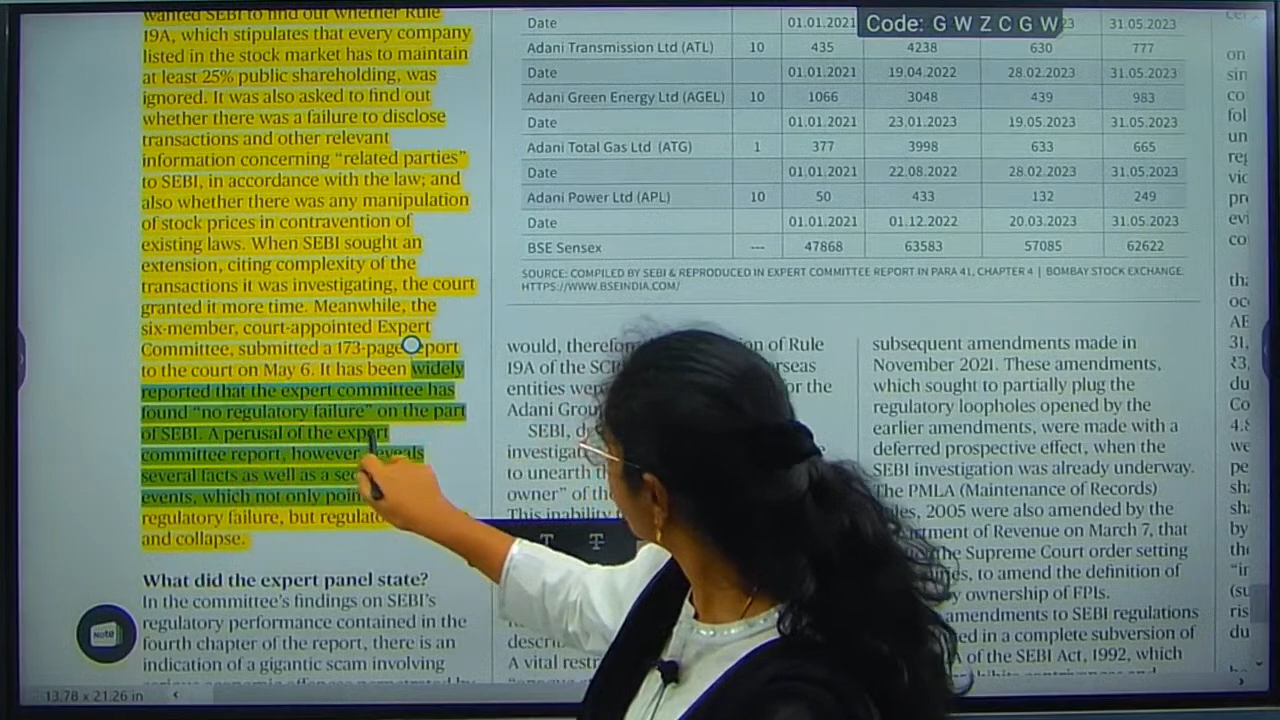 wanted SEBI to find out whether Rule
19A, which stipulates that every company
listed in the stock market has to maintain
at least 25% public shareholding, was
ignored. It was also asked to find out
whether there was a failure to disclose
transactions and other relevant
information concerning “related parties”
to SEBI, in accordance with the law; and
also whether there was any manipulation
of stock prices in contravention of
existing laws. When SEBI sought an
extension, citing complexity of the
transactions it was investigating, the court
granted it more time. Meanwhile, the
six-member, court-appointed Expert
Committee, submitted a 173-page report
to the court on May 6. It has been widely
reported that the expert committee has
found “no regulatory failure” on the part
of SEBI. A perusal of the expert
committee report, however reveals
several facts as well as a
events, which not only
regulatory failure, but
and collapse.
What did the expert panel state?
In the committee’s findings on SEBI’s
regulatory performance contained in the
fourth chapter of the report, there is an
indication of a gigantic scam involving
Code: G W Z C G W
Date 01.01.2021 31.05.2023
Adani Transmission Ltd (ATL) 10 435 4238 630 777
Date 01.01.2021 19.04.2022 28.02.2023 31.05.2023
Adani Green Energy Ltd (AGEL) 10 1066 3048 439 983
Date 01.01.2021 23.01.2023 19.05.2023 31.05.2023
Adani Total Gas Ltd (ATG) 1 377 3998 633 665
Date 01.01.2021 22.08.2022 28.02.2023 31.05.2023
Adani Power Ltd (APL) 10 50 433 132 249
Date 01.01.2021 01.12.2022 20.03.2023 31.05.2023
BSE Sensex --- 47868 63583 57085 62622
SOURCE: COMPILED BY SEBI & REPRODUCED IN EXPERT COMMITTEE REPORT IN PARA 41, CHAPTER 4 | BOMBAY STOCK EXCHANGE:
HTTPS://WWW.BSEINDIA.COM/
would, on of Rule
19A of the
entities were for the
Adani
SEBI,
to unearth
owner” of the
This inability
A vital
subsequent amendments made in
November 2021. These amendments,
which sought to partially plug the
regulatory loopholes opened by the
earlier amendments, were made with a
deferred prospective effect, when the
SEBI investigation was already underway.
The PMLA (Maintenance of Records)
2005 were also amended by the
of Revenue on March 7, that
the Supreme Court order setting
to amend the definition of
ownership of FPIs.
amendments to SEBI regulations
in a complete subversion of
of the SEBI Act, 1992, which
on
Note
13.78 x 21.26 in